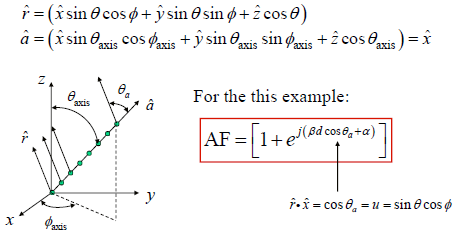 r̂ = (x̂ sin θ cos ϕ + ŷ sin θ sin ϕ + ẑ cos θ)
â = (x̂ sin θ_axis cos ϕ_axis + ŷ sin θ_axis sin ϕ_axis + ẑ cos θ_axis) = x̂
z
θ_axis
θ_a
â
r̂
y
x
ϕ_axis
For the this example:
AF = [1 + e^{j(βd cos θ_a + α)}]
r̂ • x̂ = cos θ_a = u = sin θ cos ϕ